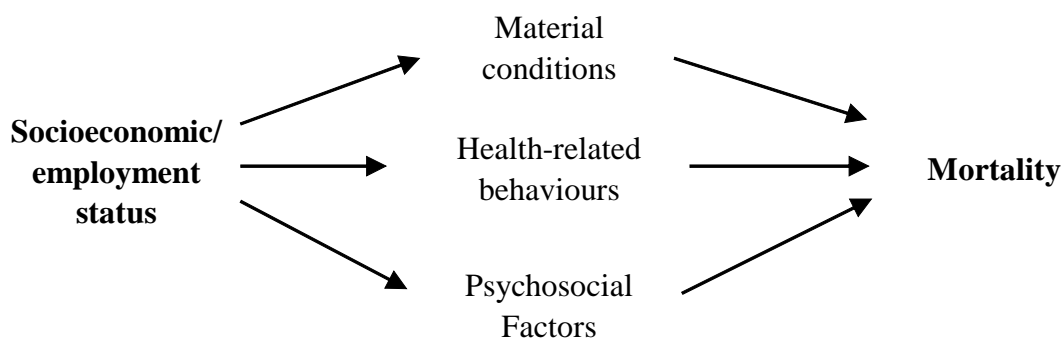 Material
conditions
Socioeconomic/
employment
status
Health-related
behaviours
Mortality
Psychosocial
Factors